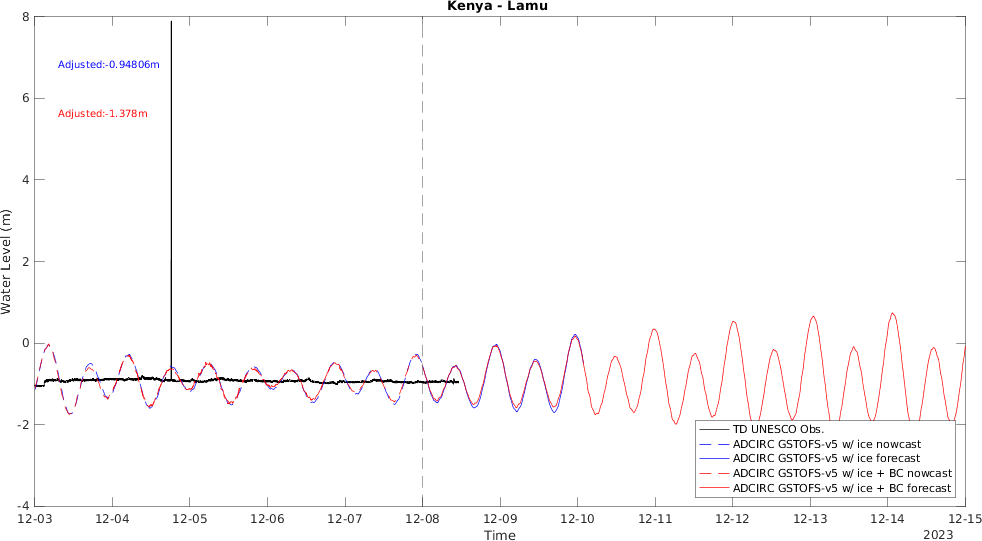 Kenya - Lamu
8
6
4
2
0
-2
-4
Water Level (m)
Adjusted:-0.94806m
Adjusted:-1.378m
TD UNESCO Obs.
ADCIRC GSTOFS-v5 w/ ice nowcast
ADCIRC GSTOFS-v5 w/ ice forecast
ADCIRC GSTOFS-v5 w/ ice + BC nowcast
ADCIRC GSTOFS-v5 w/ ice + BC forecast
12-03 12-04 12-05 12-06 12-07 12-08 12-09 12-10 12-11 12-12 12-13 12-14 12-15
Time
2023